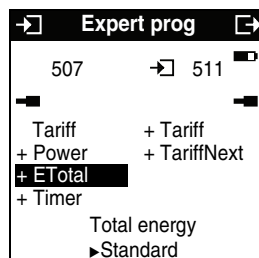 Expert prog
507 511
Tariff + Tariff
+ Power + TariffNext
+ ETotal
+ Timer
Total energy
▸Standard